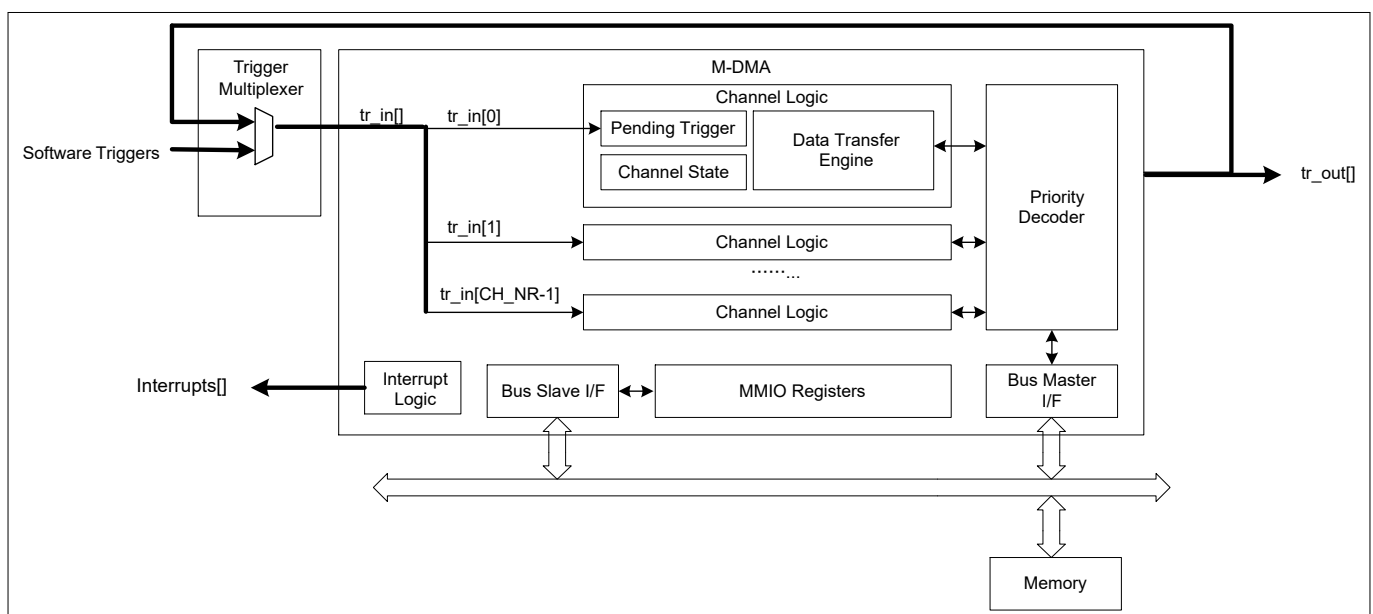 M-DMA
Trigger
Multiplexer
Software Triggers
tr_in[]
tr_in[0]
Channel Logic
Pending Trigger
Channel State
Data Transfer
Engine
Priority
Decoder
tr_out[]
tr_in[1]
Channel Logic
.........
tr_in[CH_NR-1]
Channel Logic
Interrupts[]
Interrupt
Logic
Bus Slave I/F
MMIO Registers
Bus Master
I/F
Memory